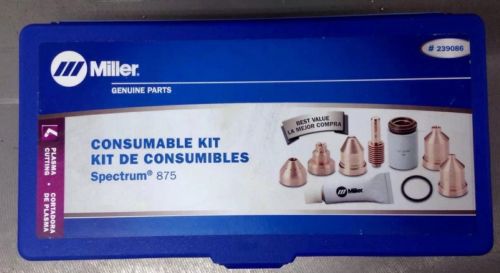 Miller®
GENUINE PARTS
# 239086
PLASMA
CUTTING
CORTADORA
DE PLASMA
CONSUMABLE KIT
KIT DE CONSUMIBLES
Spectrum® 875
BEST VALUE
LA MEJOR COMPRA
Miller